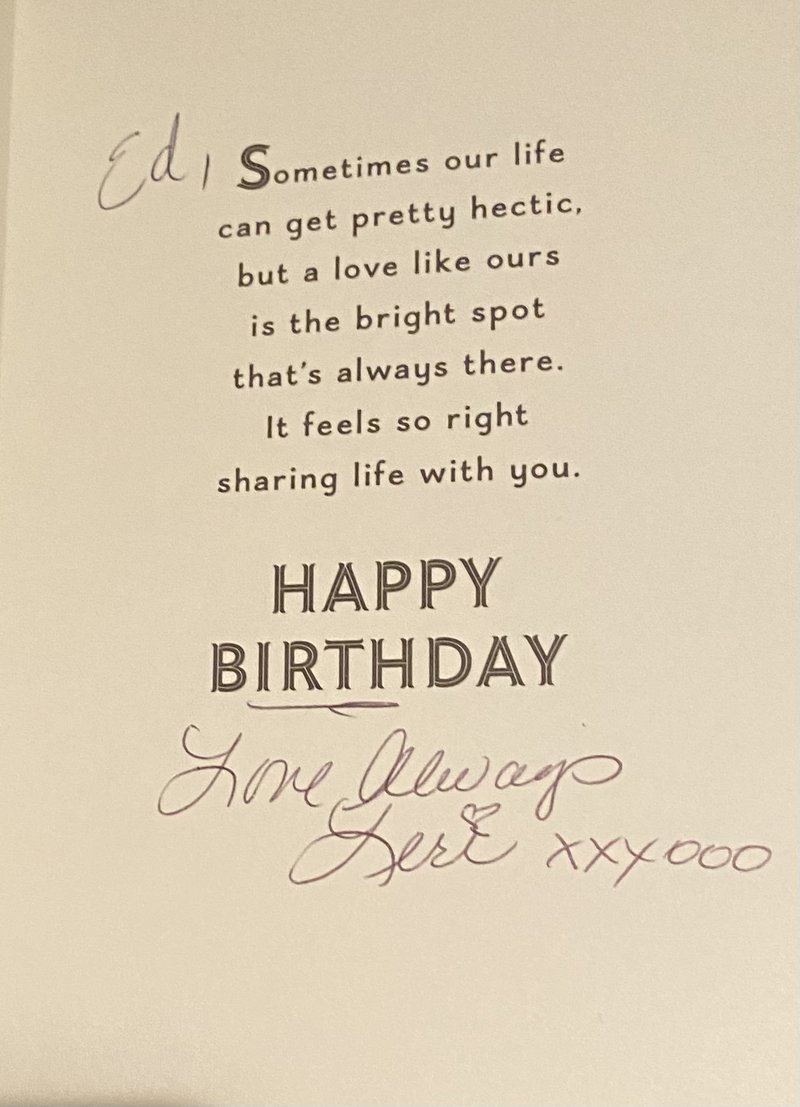 Ed, Sometimes our life
can get pretty hectic,
but a love like ours
is the bright spot
that's always there.
It feels so right
sharing life with you.
HAPPY
BIRTHDAY
Love Always
xxxooo